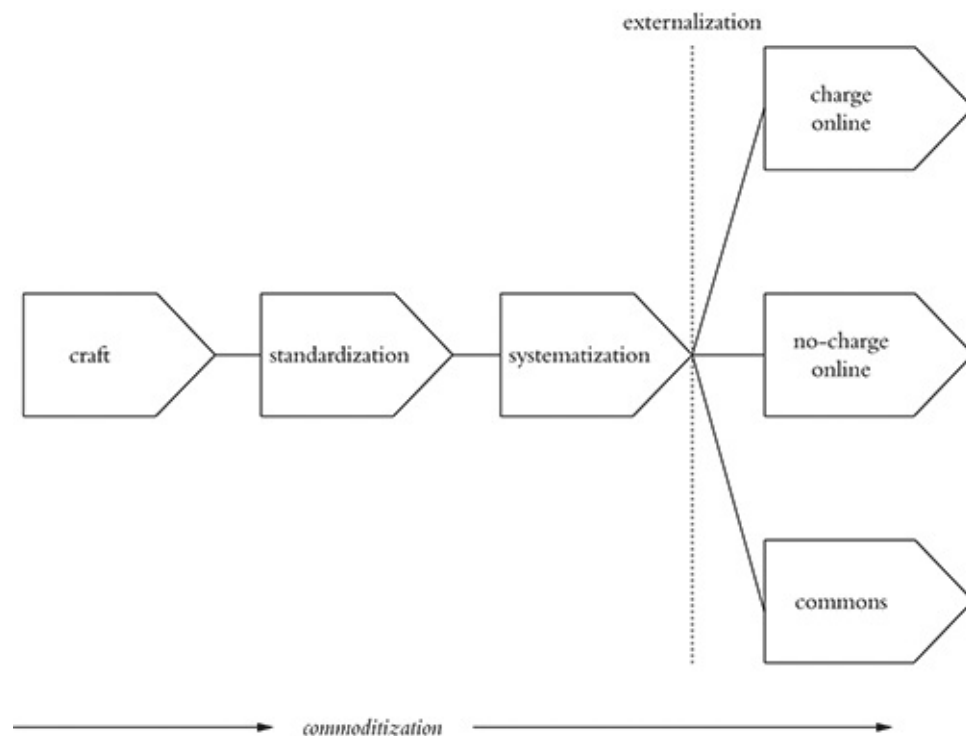 externalization
charge
online
craft
standardization
systematization
no-charge
online
commons
commoditization